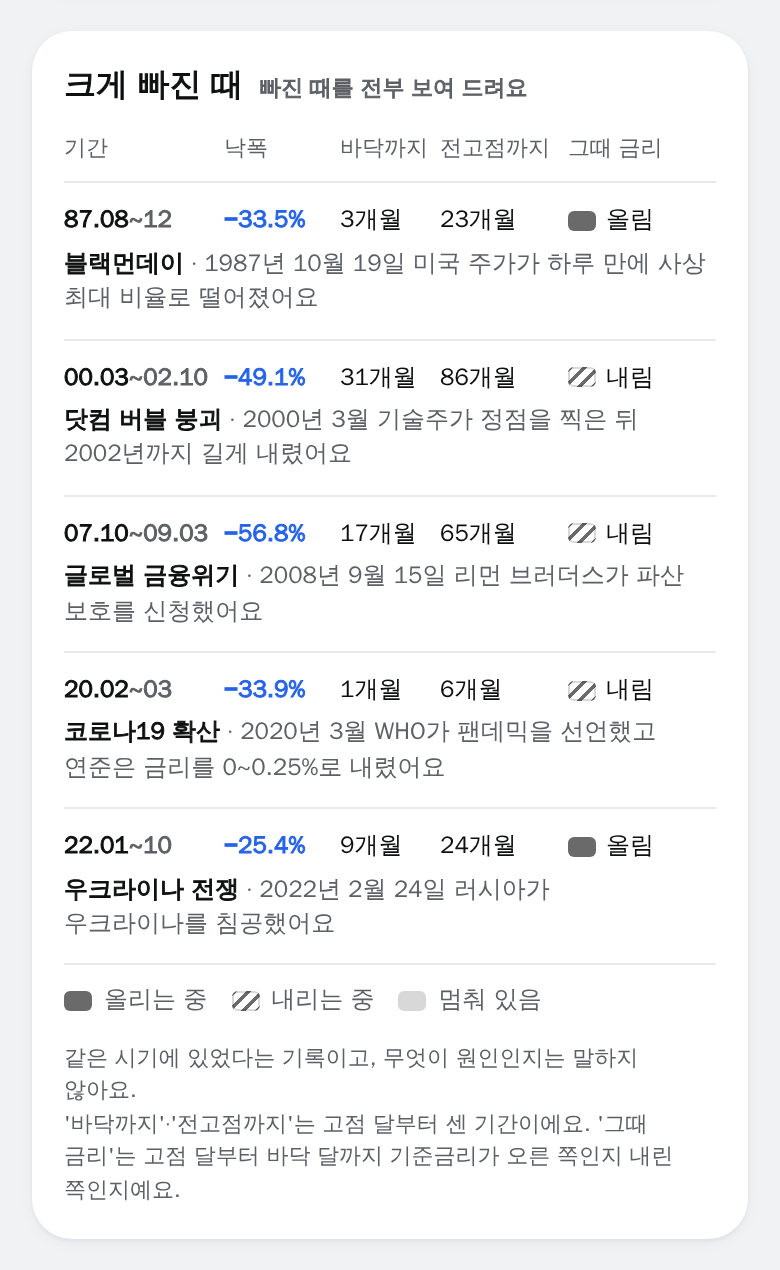 크게 빠진 때 빠진 때를 전부 보여 드려요
기간 낙폭 바닥까지 전고점까지 그때 금리
87.08~12 −33.5% 3개월 23개월 올림
블랙먼데이 · 1987년 10월 19일 미국 주가가 하루 만에 사상
최대 비율로 떨어졌어요
00.03~02.10 −49.1% 31개월 86개월 내림
닷컴 버블 붕괴 · 2000년 3월 기술주가 정점을 찍은 뒤
2002년까지 길게 내렸어요
07.10~09.03 −56.8% 17개월 65개월 내림
글로벌 금융위기 · 2008년 9월 15일 리먼 브러더스가 파산
보호를 신청했어요
20.02~03 −33.9% 1개월 6개월 내림
코로나19 확산 · 2020년 3월 WHO가 팬데믹을 선언했고
연준은 금리를 0~0.25%로 내렸어요
22.01~10 −25.4% 9개월 24개월 올림
우크라이나 전쟁 · 2022년 2월 24일 러시아가
우크라이나를 침공했어요
올리는 중 내리는 중 멈춰 있음
같은 시기에 있었다는 기록이고, 무엇이 원인인지는 말하지
않아요.
'바닥까지'·'전고점까지'는 고점 달부터 센 기간이에요. '그때
금리'는 고점 달부터 바닥 달까지 기준금리가 오른 쪽인지 내린
쪽인지예요.